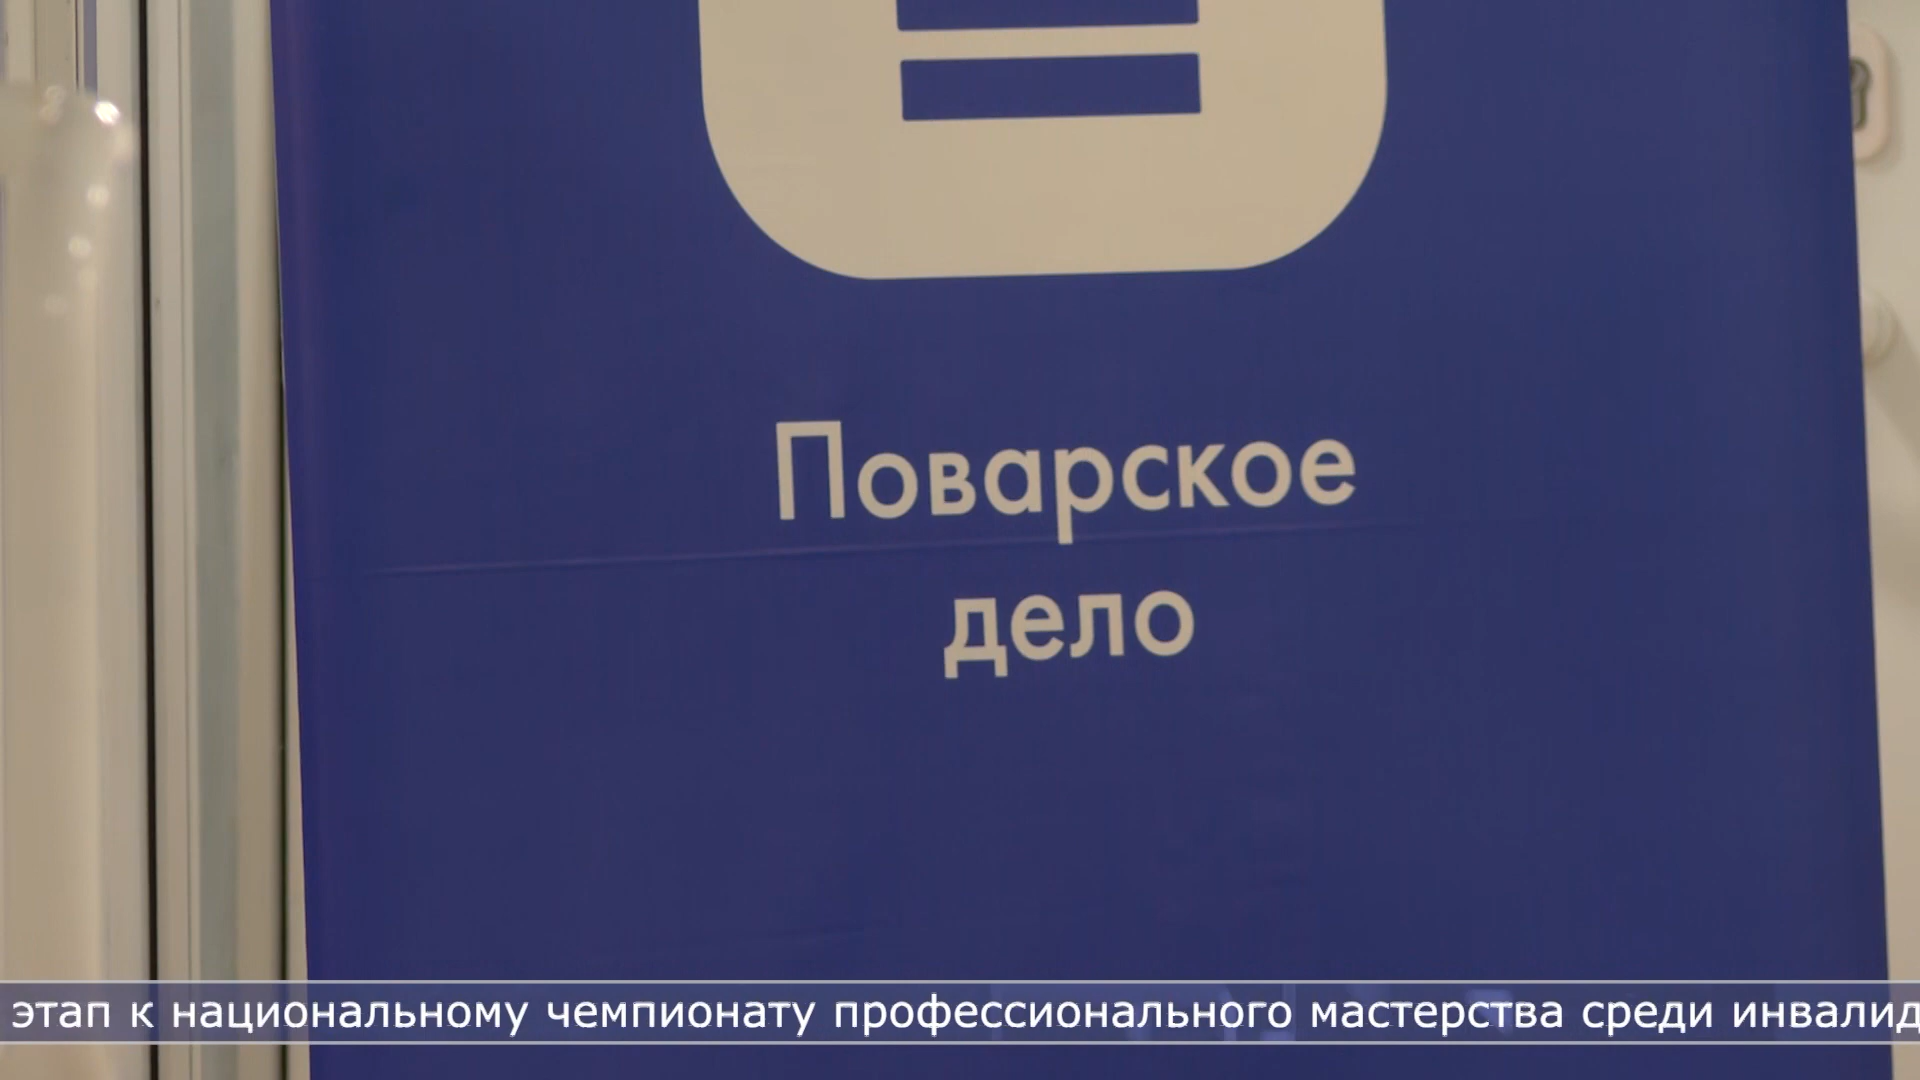 Поварское
дело
этап к национальному чемпионату профессионального мастерства среди инвалид